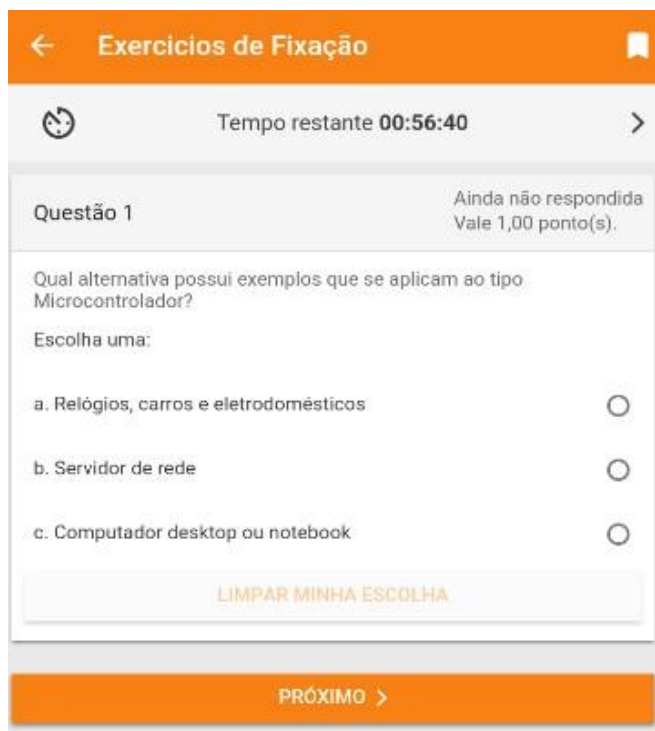 Exercicios de Fixação
Tempo restante 00:56:40
Questão 1
Ainda não respondida
Vale 1,00 ponto(s).
Qual alternativa possui exemplos que se aplicam ao tipo
Microcontrolador?
Escolha uma:
a. Relógios, carros e eletrodomésticos
b. Servidor de rede
c. Computador desktop ou notebook
LIMPAR MINHA ESCOLHA
PRÓXIMO